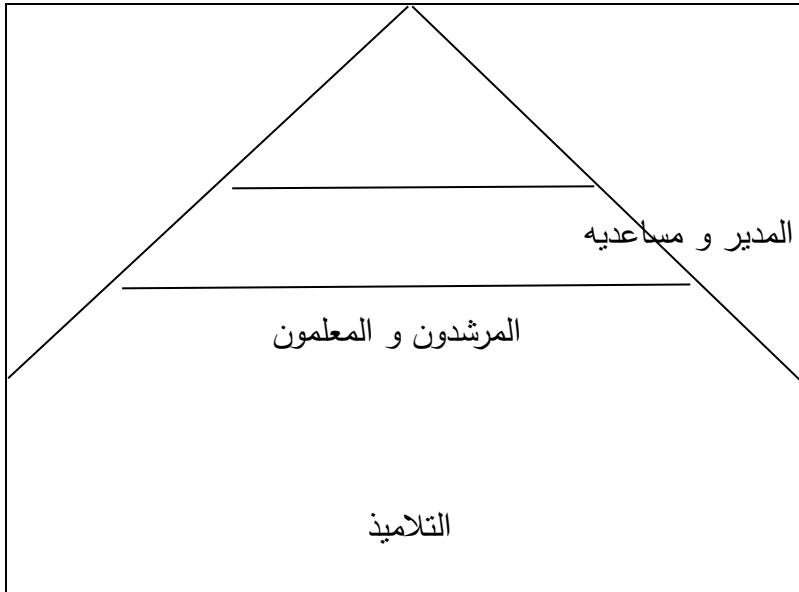 المدير و مساعديه
المرشدون و المعلمون
التلاميذ